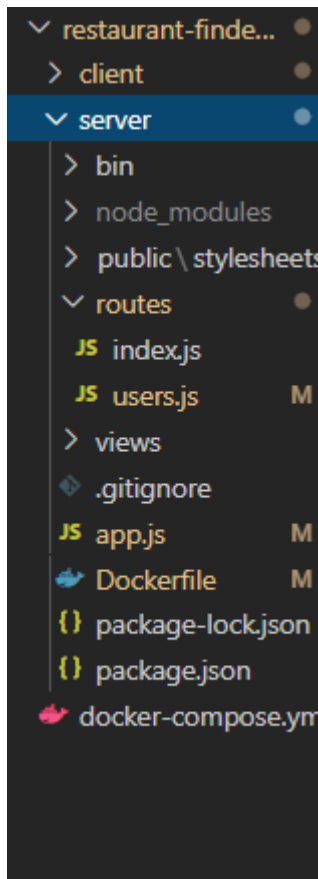 restaurant-finde...
client
server
bin
node_modules
public \ stylesheets
routes
JS index.js
JS users.js M
views
.gitignore
JS app.js M
Dockerfile M
{} package-lock.json
{} package.json
docker-compose.ym